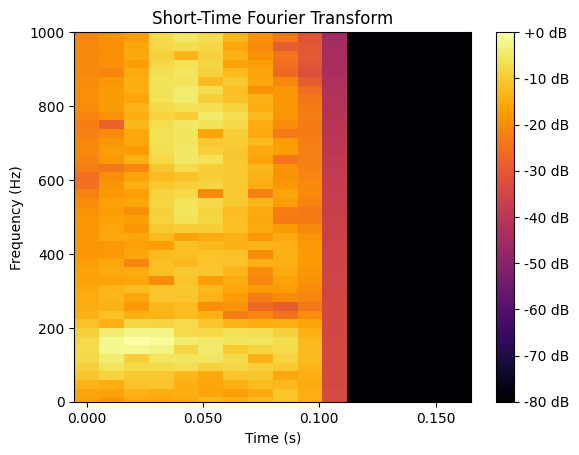 Short-Time Fourier Transform
1000
800
600
400
200
0
Frequency (Hz)
0.000
0.050
0.100
0.150
Time (s)
+0 dB
-10 dB
-20 dB
-30 dB
-40 dB
-50 dB
-60 dB
-70 dB
-80 dB